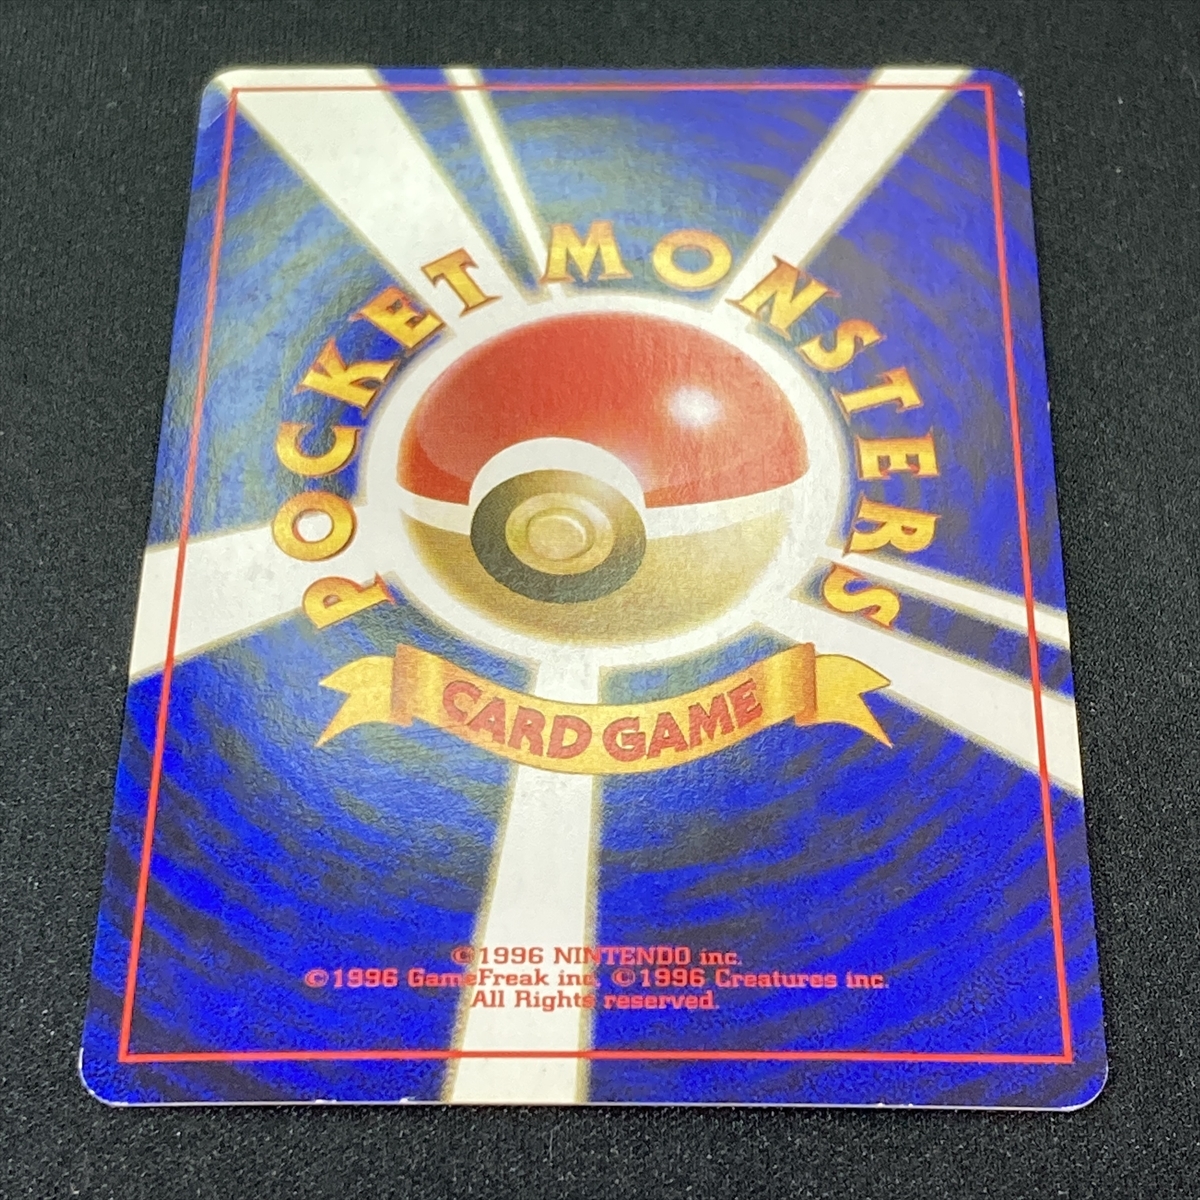 POCKET MONSTERS
CARD GAME
©1996 NINTENDO inc.
©1996 GameFreak inc. ©1996 Creatures inc.
All Rights reserved.